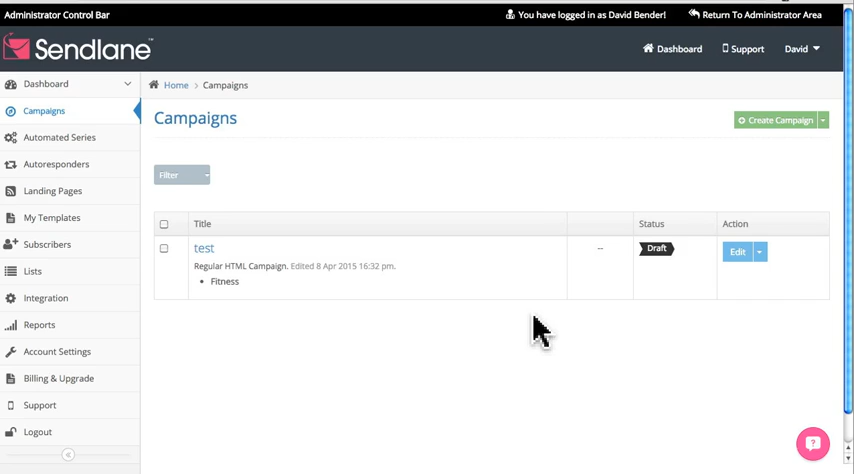 Administrator Control Bar
You have logged in as David Bender!
Return To Administrator Area
Sendlane™
Dashboard
Support
David
Dashboard
Campaigns
Automated Series
Autoresponders
Landing Pages
My Templates
Subscribers
Lists
Integration
Reports
Account Settings
Billing & Upgrade
Support
Logout
Home > Campaigns
Campaigns
Create Campaign
Filter
Title Status Action
test -- Draft Edit
Regular HTML Campaign. Edited 8 Apr 2015 16:32 pm.
• Fitness